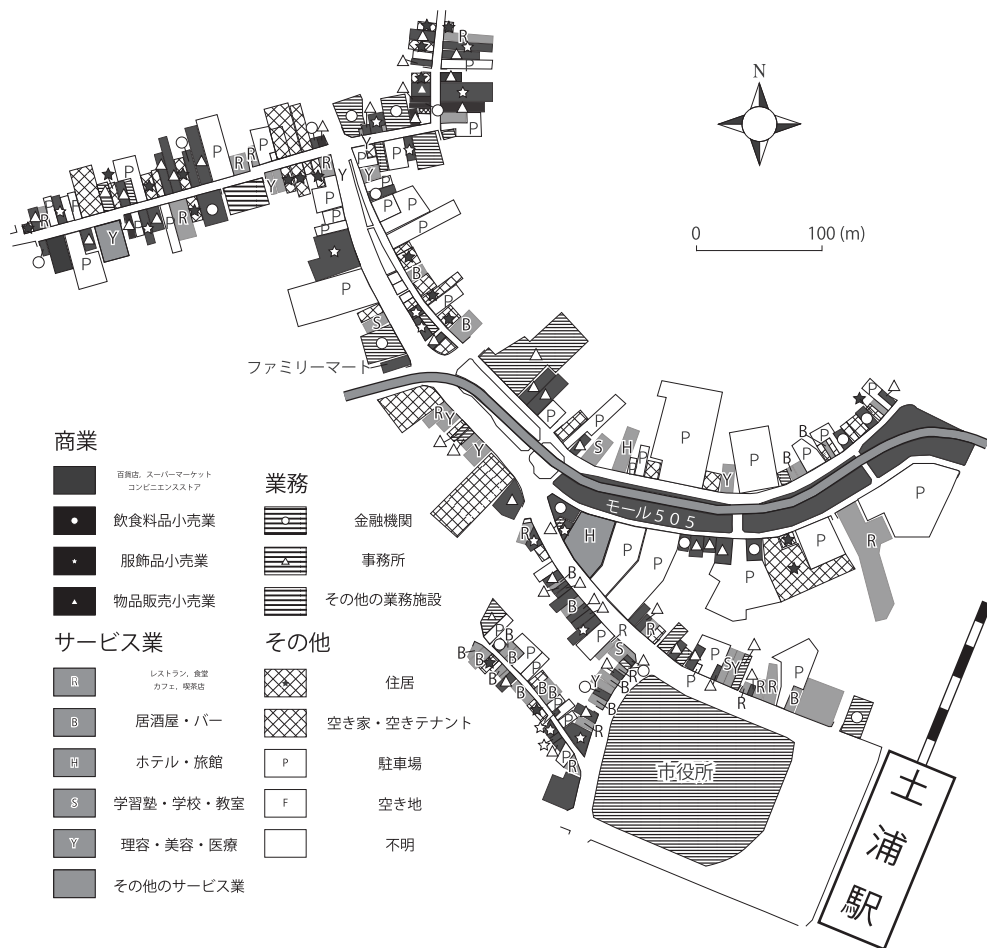 N
0 100 (m)
ファミリーマート
モール505
市役所
土浦駅
商業
百貨店，スーパーマーケット
コンビニエンスストア
飲食料品小売業
服飾品小売業
物品販売小売業
サービス業
R
レストラン，食堂
カフェ，喫茶店
B
居酒屋・バー
H
ホテル・旅館
S
学習塾・学校・教室
Y
理容・美容・医療
その他のサービス業
業務
金融機関
事務所
その他の業務施設
その他
住居
空き家・空きテナント
P
駐車場
F
空き地
不明